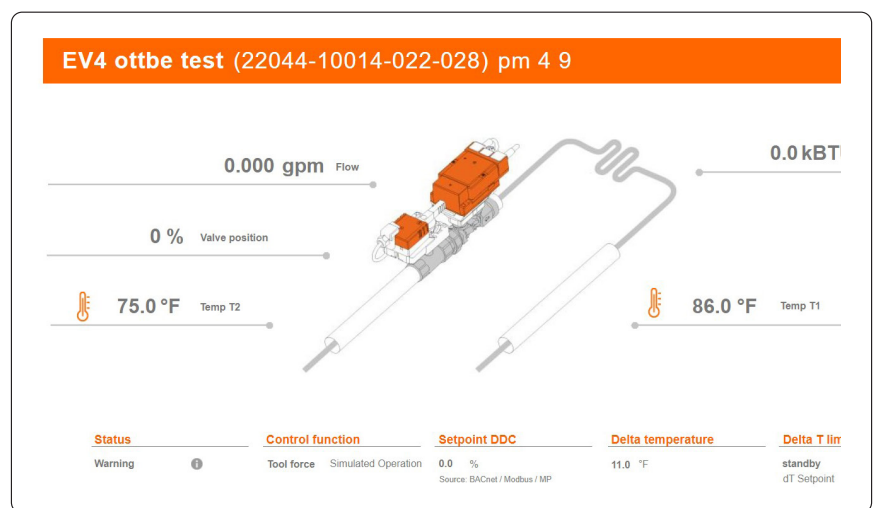 EV4 ottbe test (22044-10014-022-028) pm 4 9
0.000 gpm Flow
0.0 kBT
0 % Valve position
75.0 °F Temp T2
86.0 °F Temp T1
Status
Warning
Control function
Tool force Simulated Operation
Setpoint DDC
0.0 %
Source: BACnet / Modbus / MP
Delta temperature
11.0 °F
Delta T lim
standby
dT Setpoint